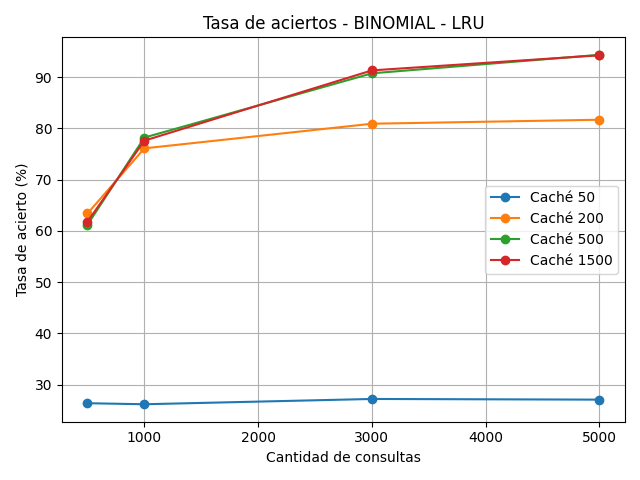 Tasa de aciertos - BINOMIAL - LRU
Tasa de acierto (%)
90
80
70
60
50
40
30
1000
2000
3000
4000
5000
Cantidad de consultas
Caché 50
Caché 200
Caché 500
Caché 1500